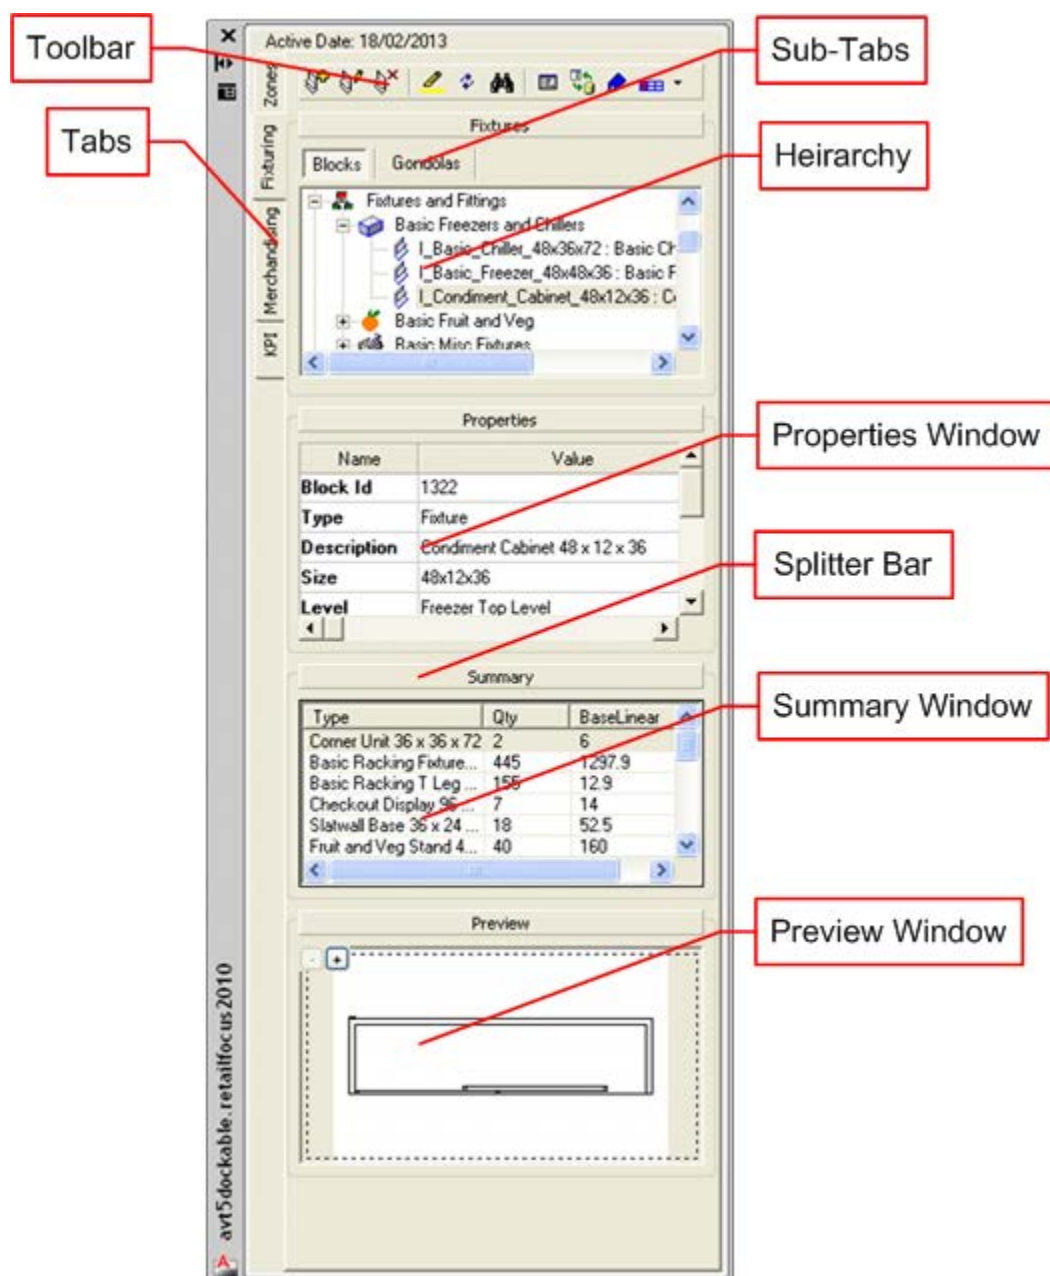 Toolbar
Tabs
Active Date: 18/02/2013
Zones
Fixturing
Merchandising
KPI
Fixtures
Blocks
Gondolas
Fixtures and Fittings
Basic Freezers and Chillers
I_Basic_Chiller_48x36x72 : Basic Ch
I_Basic_Freezer_48x48x36 : Basic F
I_Condiment_Cabinet_48x12x36 : C
Basic Fruit and Veg
Basic Misc Fixtures
Properties
Name Value
Block Id 1322
Type Fixture
Description Condiment Cabinet 48 x 12 x 36
Size 48x12x36
Level Freezer Top Level
Summary
Type Qty BaseLinear
Corner Unit 36 x 36 x 72 2 6
Basic Racking Fixture... 445 1297.9
Basic Racking T Leg ... 155 12.9
Checkout Display 96 ... 7 14
Slatwall Base 36 x 24 ... 18 52.5
Fruit and Veg Stand 4... 40 160
Preview
avt5dockable.retailfocus2010
Sub-Tabs
Heirarchy
Properties Window
Splitter Bar
Summary Window
Preview Window